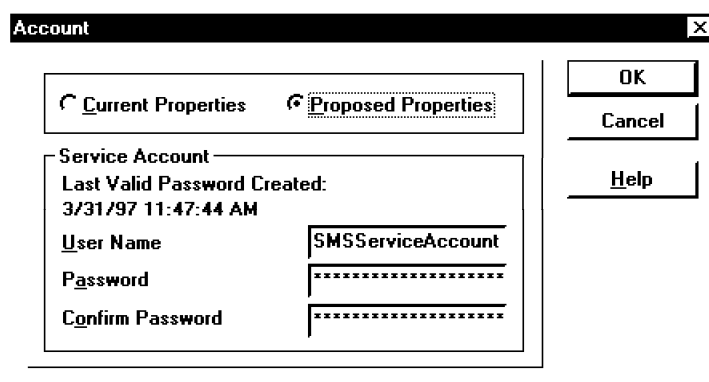 Account
Current Properties
Proposed Properties
OK
Cancel
Help
Service Account
Last Valid Password Created:
3/31/97 11:47:44 AM
User Name
SMSServiceAccount
Password
********************
Confirm Password
********************